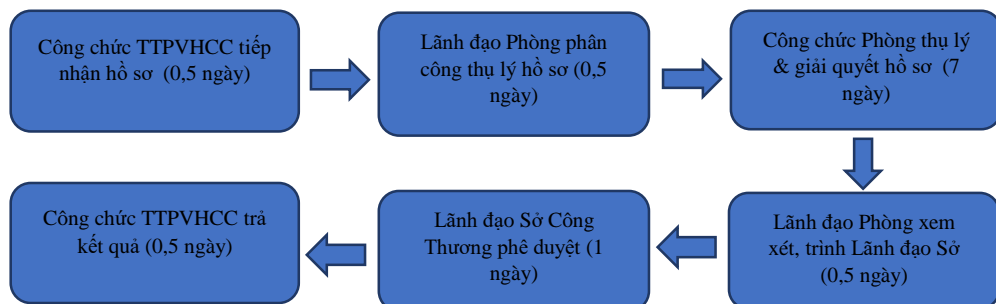 Công chức TTPVHCC tiếp
nhận hồ sơ (0,5 ngày)
Lãnh đạo Phòng phân
công thụ lý hồ sơ (0,5
ngày)
Công chức Phòng thụ lý
& giải quyết hồ sơ (7
ngày)
Lãnh đạo Phòng xem
xét, trình Lãnh đạo Sở
(0,5 ngày)
Lãnh đạo Sở Công
Thương phê duyệt (1
ngày)
Công chức TTPVHCC trả
kết quả (0,5 ngày)